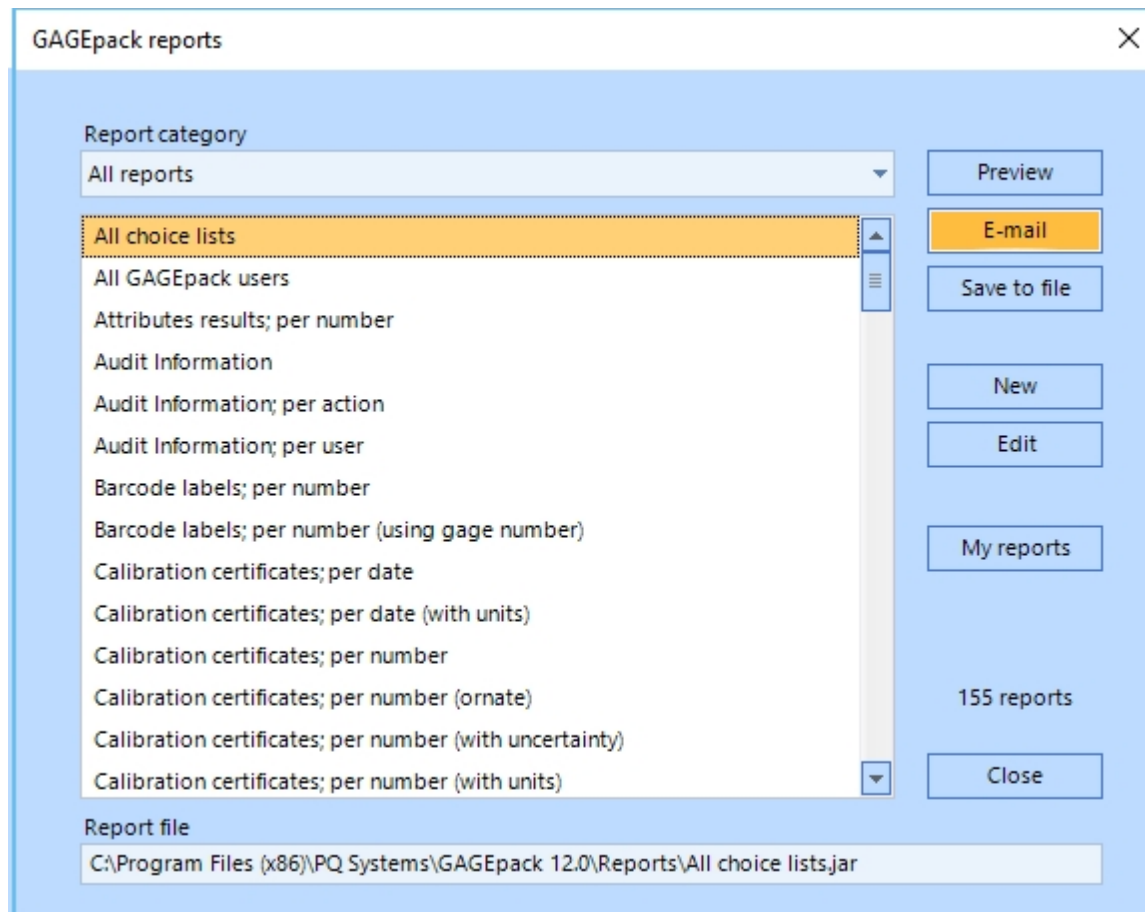 GAGEpack reports
Report category
All reports
Preview
All choice lists
E-mail
All GAGEpack users
Save to file
Attributes results; per number
Audit Information
New
Audit Information; per action
Edit
Audit Information; per user
Barcode labels; per number
Barcode labels; per number (using gage number)
My reports
Calibration certificates; per date
Calibration certificates; per date (with units)
Calibration certificates; per number
Calibration certificates; per number (ornate)
155 reports
Calibration certificates; per number (with uncertainty)
Calibration certificates; per number (with units)
Close
Report file
C:\Program Files (x86)\PQ Systems\GAGEpack 12.0\Reports\All choice lists.jar